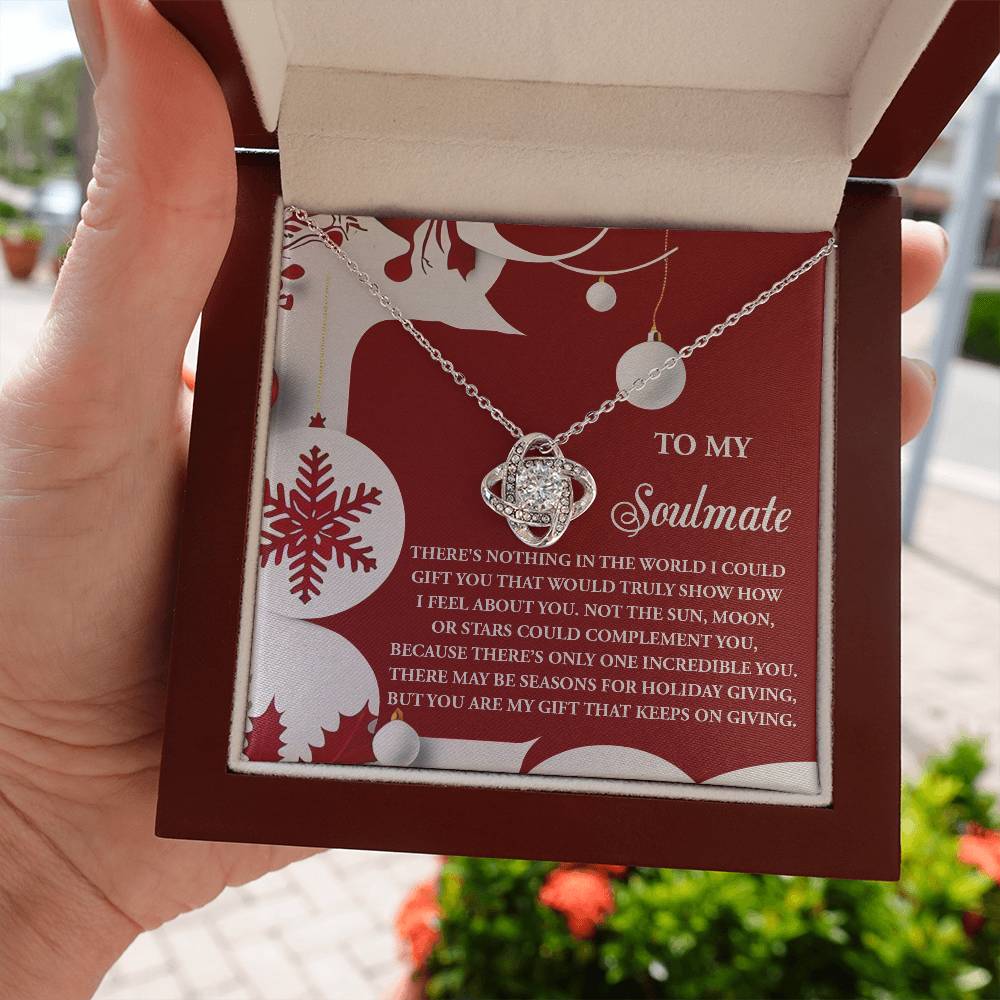 TO MY
Soulmate
THERE'S NOTHING IN THE WORLD I COULD
GIFT YOU THAT WOULD TRULY SHOW HOW
I FEEL ABOUT YOU. NOT THE SUN, MOON,
OR STARS COULD COMPLEMENT YOU,
BECAUSE THERE’S ONLY ONE INCREDIBLE YOU.
THERE MAY BE SEASONS FOR HOLIDAY GIVING,
BUT YOU ARE MY GIFT THAT KEEPS ON GIVING.